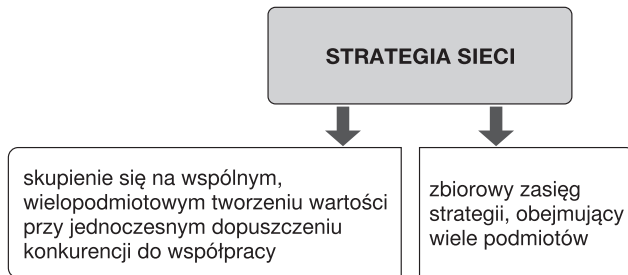 STRATEGIA SIECI
skupienie się na wspólnym,
wielopodmiotowym tworzeniu wartości
przy jednoczesnym dopuszczeniu
konkurencji do współpracy
zbiorowy zasięg
strategii, obejmujący
wiele podmiotów